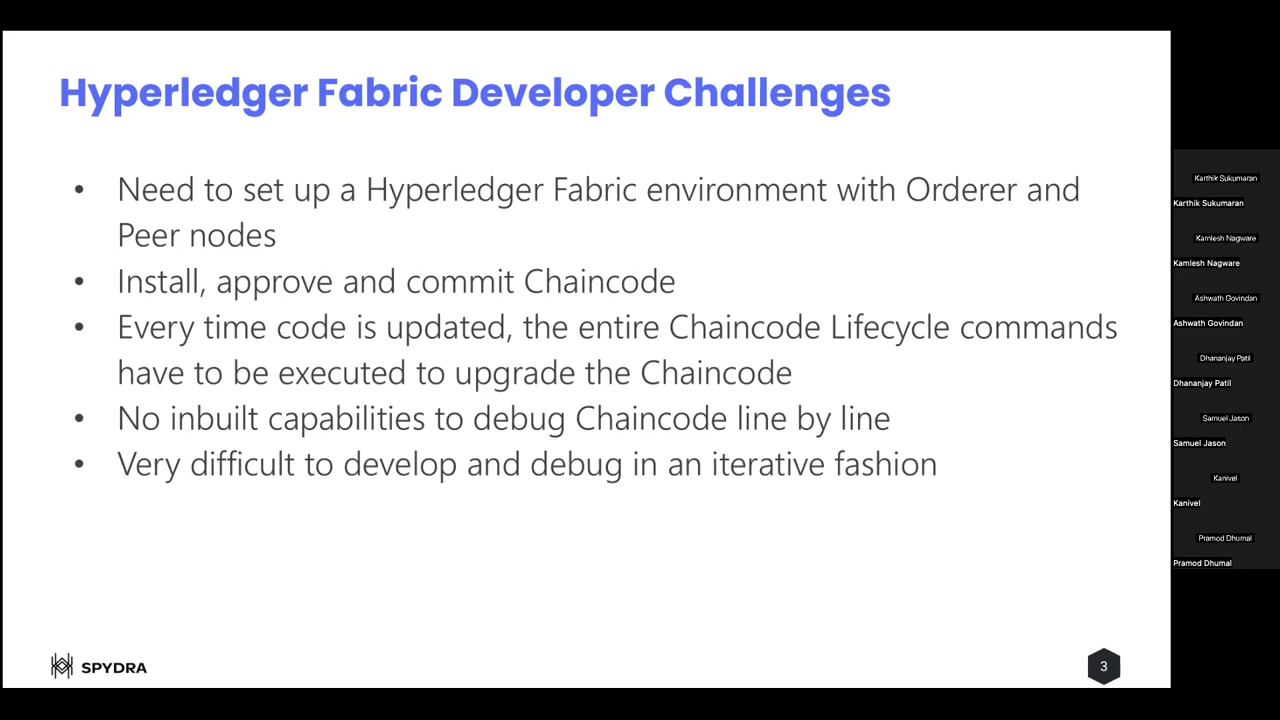 Hyperledger Fabric Developer Challenges
• Need to set up a Hyperledger Fabric environment with Orderer and
Peer nodes
• Install, approve and commit Chaincode
• Every time code is updated, the entire Chaincode Lifecycle commands
have to be executed to upgrade the Chaincode
• No inbuilt capabilities to debug Chaincode line by line
• Very difficult to develop and debug in an iterative fashion
SPYDRA
3
Karthik Sukumaran
Karthik Sukumaran
Kamlesh Nagware
Kamlesh Nagware
Ashwath Govindan
Ashwath Govindan
Dhananjay Patil
Dhananjay Patil
Samuel Jason
Samuel Jason
Kanivel
Kanivel
Pramod Dhumal
Pramod Dhumal